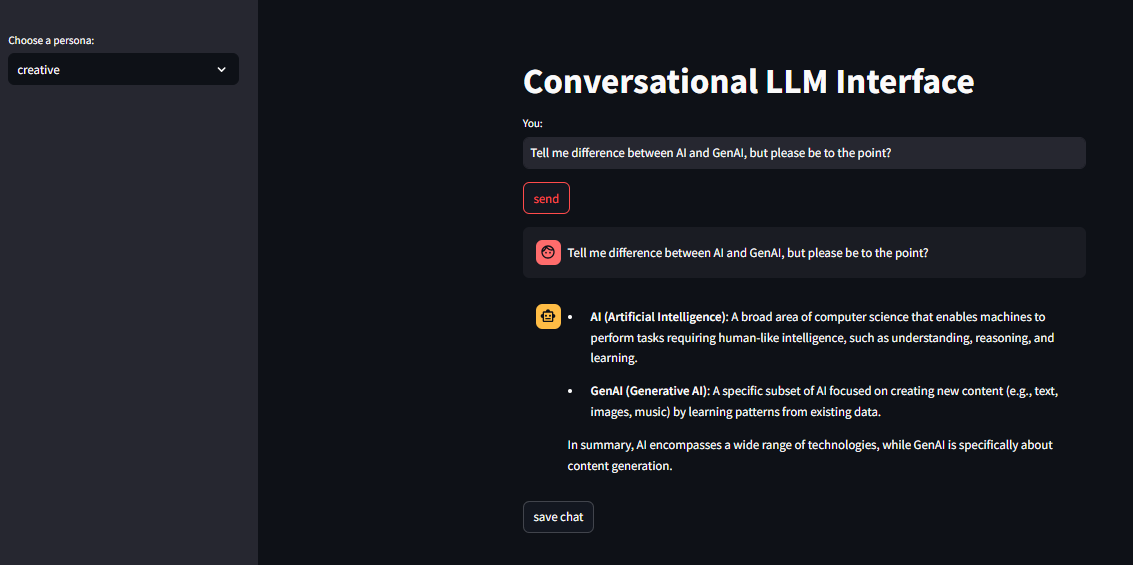 Choose a persona:
creative
Conversational LLM Interface
You:
Tell me difference between AI and GenAI, but please be to the point?
send
Tell me difference between AI and GenAI, but please be to the point?
• AI (Artificial Intelligence): A broad area of computer science that enables machines to
perform tasks requiring human-like intelligence, such as understanding, reasoning, and
learning.
• GenAI (Generative AI): A specific subset of AI focused on creating new content (e.g., text,
images, music) by learning patterns from existing data.
In summary, AI encompasses a wide range of technologies, while GenAI is specifically about
content generation.
save chat